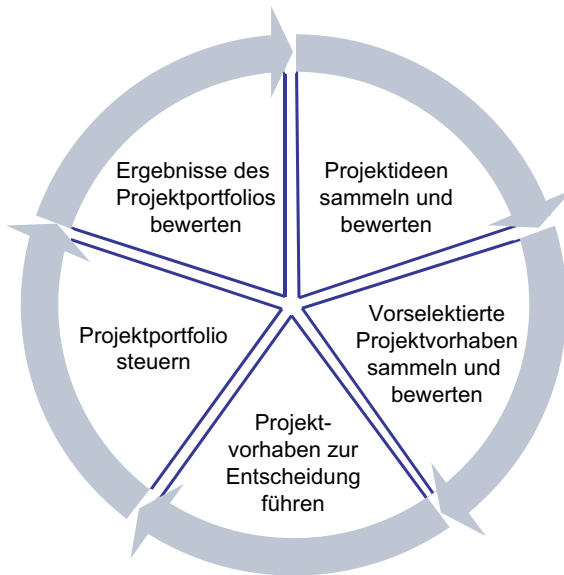 Ergebnisse des
Projektportfolios
bewerten
Projektideen
sammeln und
bewerten
Vorselektierte
Projektvorhaben
sammeln und
bewerten
Projekt-
vorhaben zur
Entscheidung
führen
Projektportfolio
steuern